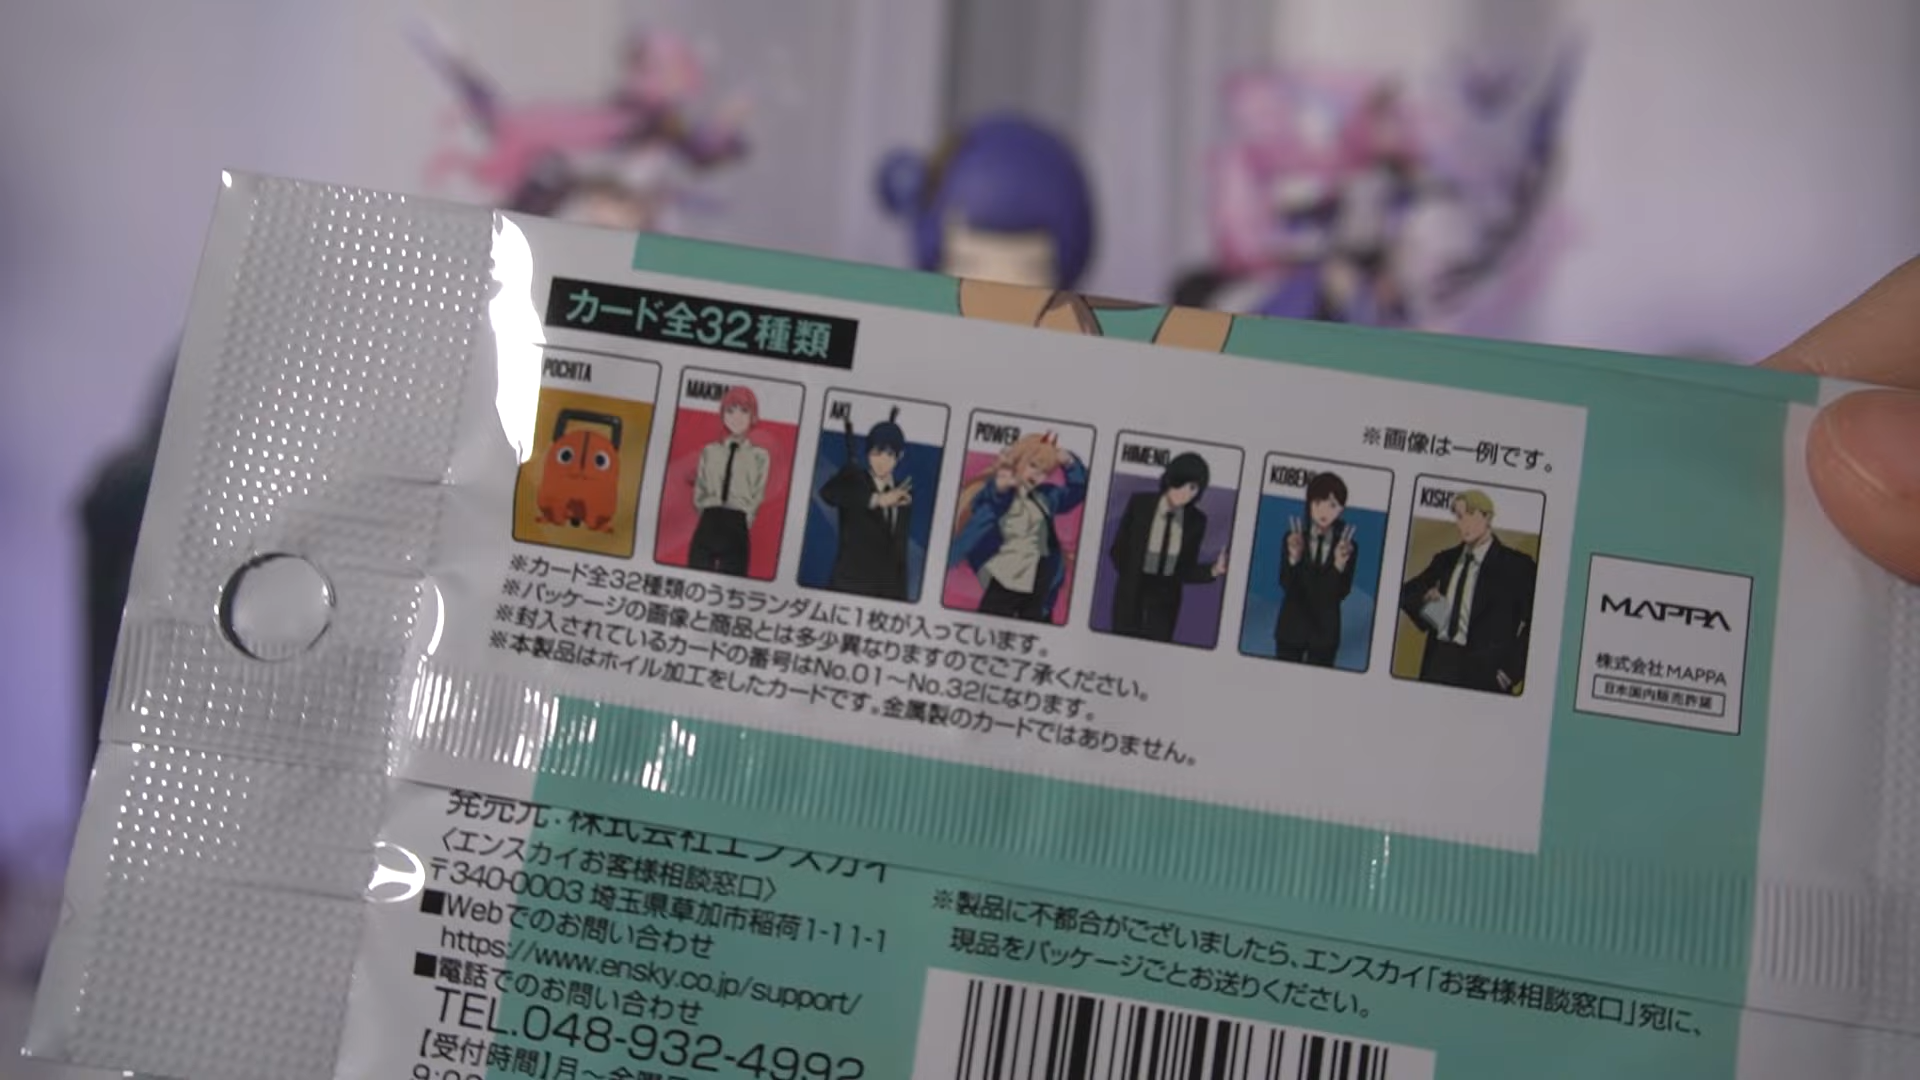 カード全32種類
POCHITA
MAKIMA
AKI
POWER
HIMENO
KOBENI
KISHI
※画像は一例です。
※カード全32種類のうちランダムに1枚が入っています。
※パッケージの画像と商品とは多少異なりますのでご了承ください。
※封入されているカードの番号はNo.01〜No.32になります。
※本製品はホイル加工をしたカードです。金属製のカードではありません。
MAPPA
株式会社MAPPA
日本国内販売許諾
発売元:株式会社エンスカイ
〈エンスカイお客様相談窓口〉
〒340-0003 埼玉県草加市稲荷1-11-1
■Webでのお問い合わせ
https://www.ensky.co.jp/support/
■電話でのお問い合わせ
TEL.048-932-4992
【受付時間】月〜金曜
※製品に不都合がございましたら、エンスカイ「お客様相談窓口」宛に、
現品をパッケージごとお送りください。